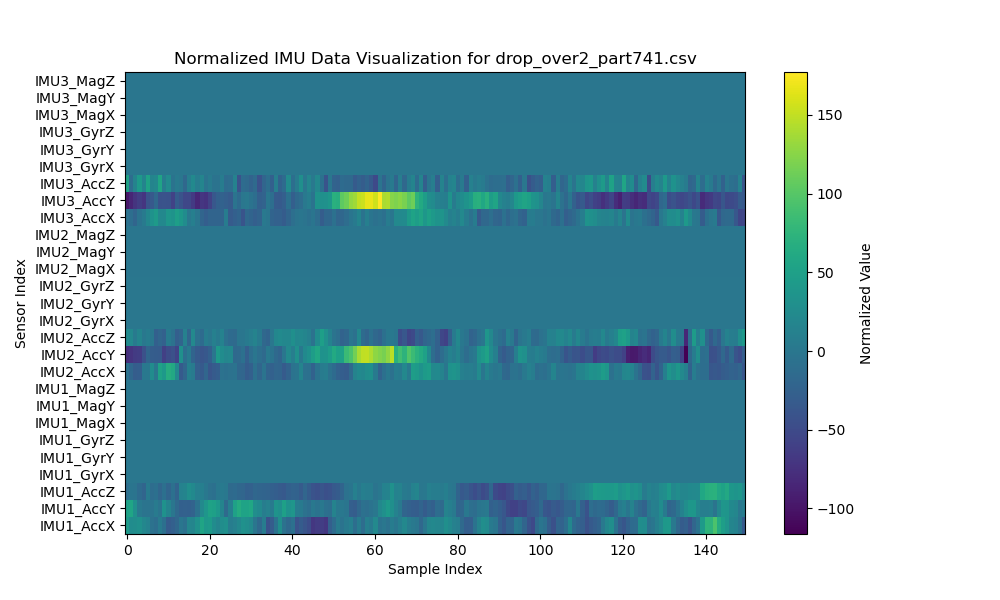 Normalized IMU Data Visualization for drop_over2_part741.csv
IMU3_MagZ
IMU3_MagY
IMU3_MagX
IMU3_GyrZ
IMU3_GyrY
IMU3_GyrX
IMU3_AccZ
IMU3_AccY
IMU3_AccX
IMU2_MagZ
IMU2_MagY
IMU2_MagX
IMU2_GyrZ
IMU2_GyrY
IMU2_GyrX
IMU2_AccZ
IMU2_AccY
IMU2_AccX
IMU1_MagZ
IMU1_MagY
IMU1_MagX
IMU1_GyrZ
IMU1_GyrY
IMU1_GyrX
IMU1_AccZ
IMU1_AccY
IMU1_AccX
Sensor Index
0 20 40 60 80 100 120 140
Sample Index
150
100
50
0
−50
−100
Normalized Value